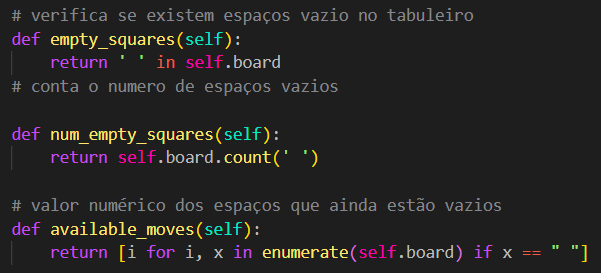 # verifica se existem espaços vazio no tabuleiro
def empty_squares(self):
    return ' ' in self.board
# conta o numero de espaços vazios
def num_empty_squares(self):
    return self.board.count(' ')
# valor numérico dos espaços que ainda estão vazios
def available_moves(self):
    return [i for i, x in enumerate(self.board) if x == " "]